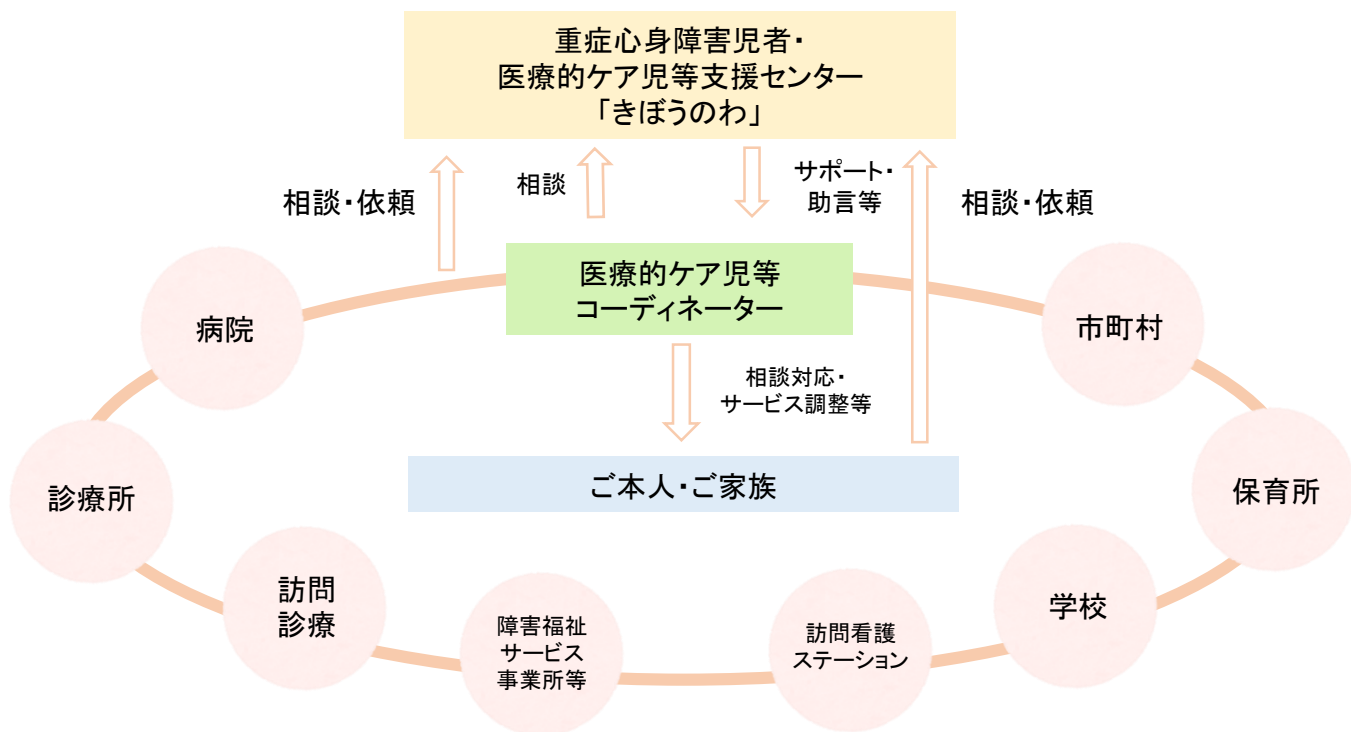 重症心身障害児者・
医療的ケア児等支援センター
「きぼうのわ」
相談・依頼
相談
サポート・
助言等
相談・依頼
医療的ケア児等
コーディネーター
病院
市町村
相談対応・
サービス調整等
診療所
ご本人・ご家族
保育所
訪問
診療
障害福祉
サービス
事業所等
訪問看護
ステーション
学校